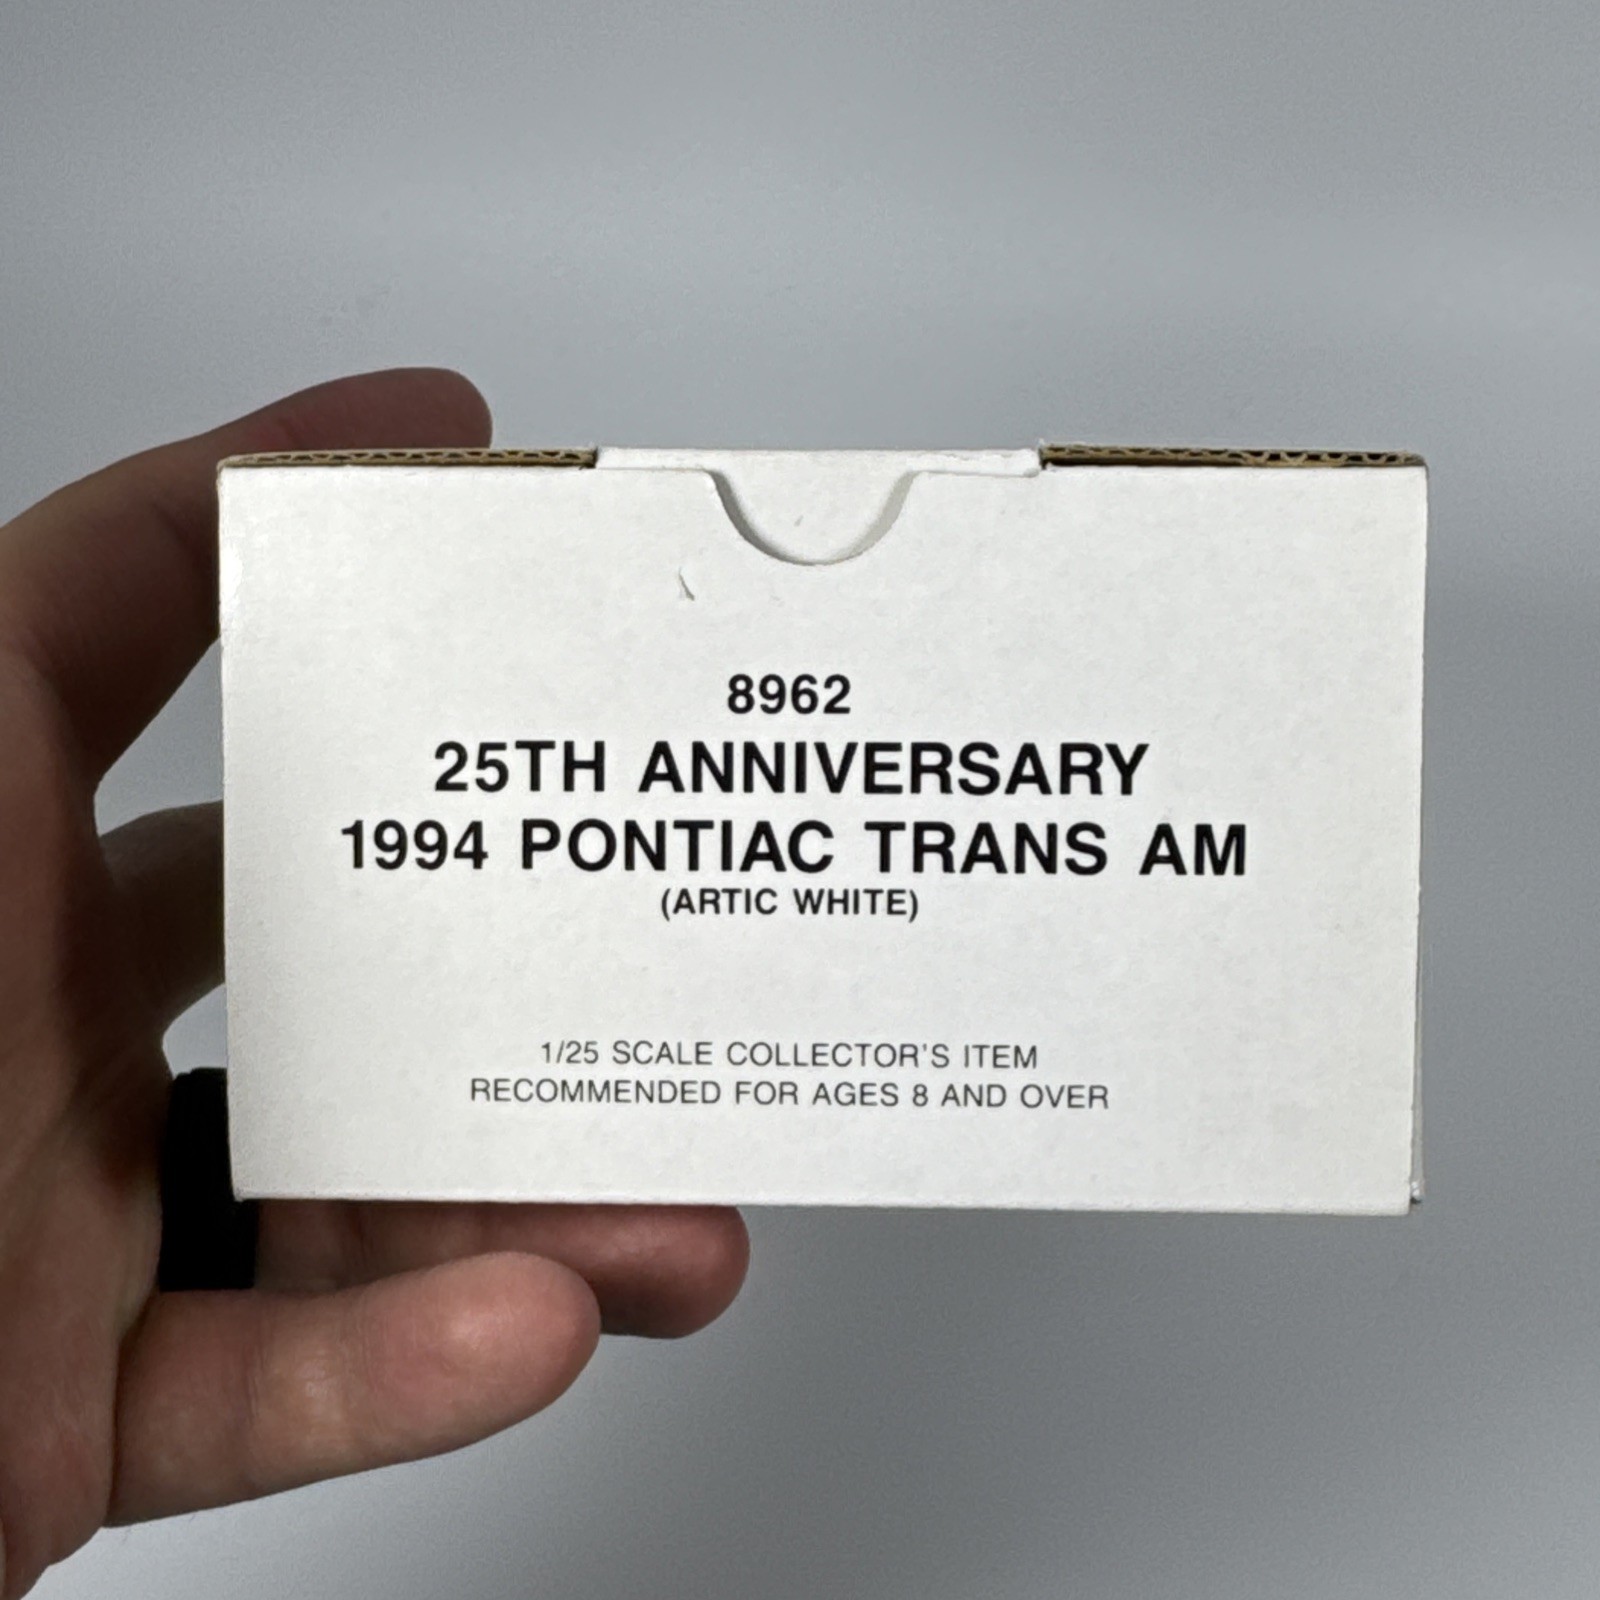 8962
25TH ANNIVERSARY
1994 PONTIAC TRANS AM
(ARTIC WHITE)
1/25 SCALE COLLECTOR'S ITEM
RECOMMENDED FOR AGES 8 AND OVER